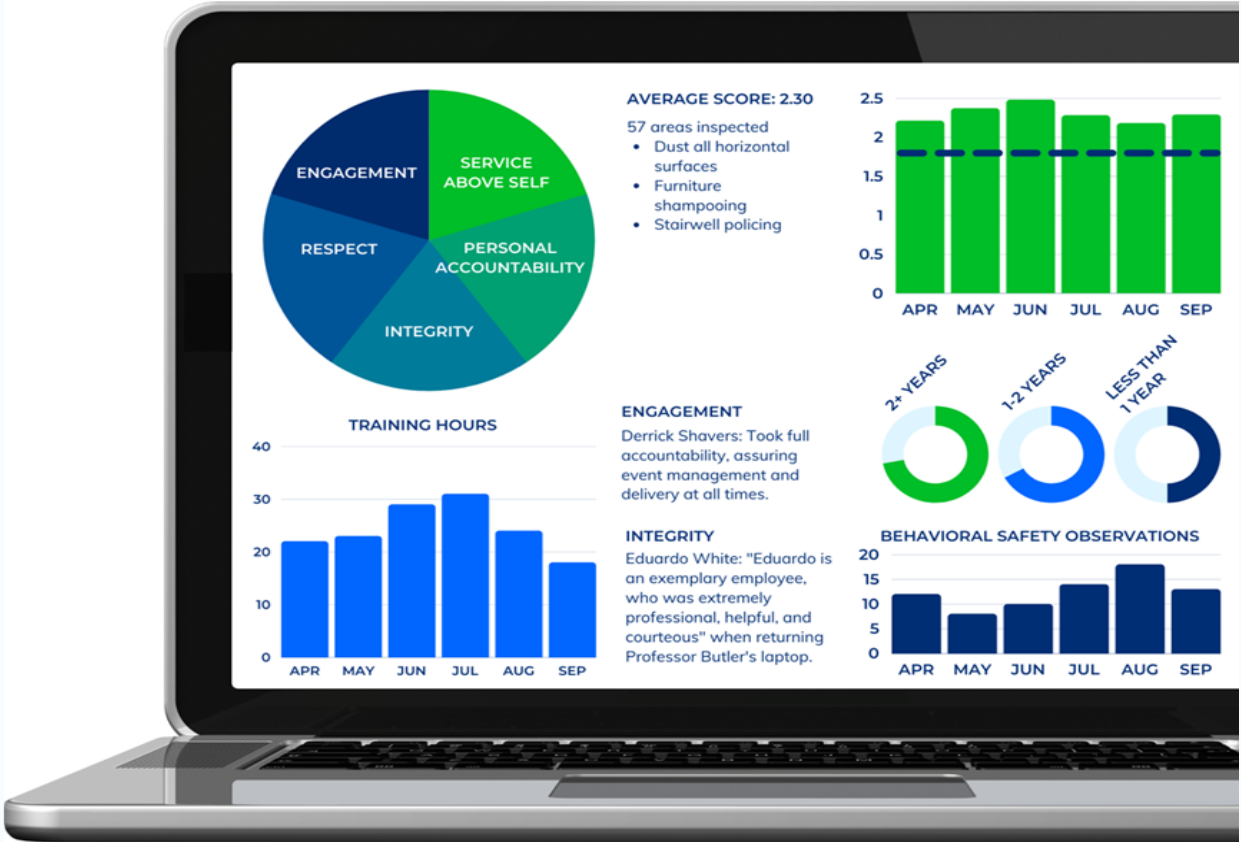 ENGAGEMENT
SERVICE
ABOVE SELF
RESPECT
PERSONAL
ACCOUNTABILITY
INTEGRITY
AVERAGE SCORE: 2.30
57 areas inspected
• Dust all horizontal
surfaces
• Furniture
shampooing
• Stairwell policing
2.5
2
1.5
1
0.5
0
APR MAY JUN JUL AUG SEP
TRAINING HOURS
40
30
20
10
0
APR MAY JUN JUL AUG SEP
ENGAGEMENT
Derrick Shavers: Took full
accountability, assuring
event management and
delivery at all times.
INTEGRITY
Eduardo White: "Eduardo is
an exemplary employee,
who was extremely
professional, helpful, and
courteous" when returning
Professor Butler's laptop.
2+ YEARS
1-2 YEARS
LESS THAN
1 YEAR
BEHAVIORAL SAFETY OBSERVATIONS
20
15
10
5
0
APR MAY JUN JUL AUG SEP